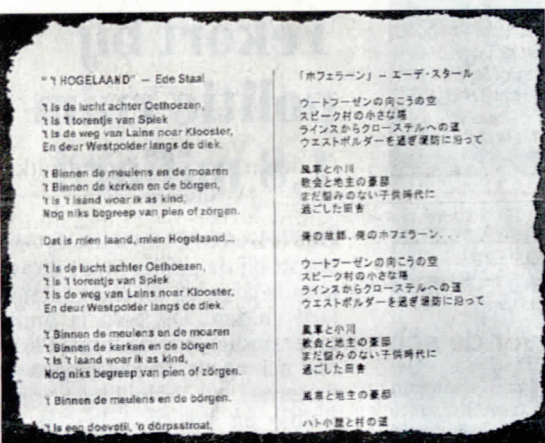 " 't HOGELAAND" – Ede Staal
't Is de lucht achter Oethoezen,
't Is 't torentje van Spiek
't Is de weg van Lains noar Klooster,
En deur Westpolder langs de diek.
't Binnen de meulens en de moaren
't Binnen de kerken en de börgen,
't Is 't laand woar ik as kind,
Nog niks begreep van pien of zörgen.
Dat is mien laand, mien Hogelaand...
't Is de lucht achter Oethoezen,
't Is 't torentje van Spiek
't Is de weg van Lains noar Klooster,
En deur Westpolder langs de diek.
't Binnen de meulens en de moaren
't Binnen de kerken en de börgen
't Is 't laand woar ik as kind,
Nog niks begreep van pien of zörgen.
't Binnen de meulens en de börgen.
't Is een doevetil, 'n dörpsstroat,
「ホフェラーン」 – エーデ・スタール
ウートフーゼンの向こうの空
スピーク村の小さな塔
ラインスからクローステルへの道
ウエストポルダーを過ぎ堤防に沿って
風車と小川
教会と地主の豪邸
まだ悩みのない子供時代に
過ごした田舎
俺の故郷、俺のホフェラーン...
ウートフーゼンの向こうの空
スピーク村の小さな塔
ラインスからクローステルへの道
ウエストポルダーを過ぎ堤防に沿って
風車と小川
教会と地主の豪邸
まだ悩みのない子供時代に
過ごした田舎
風車と地主の豪邸
ハト小屋と村の道